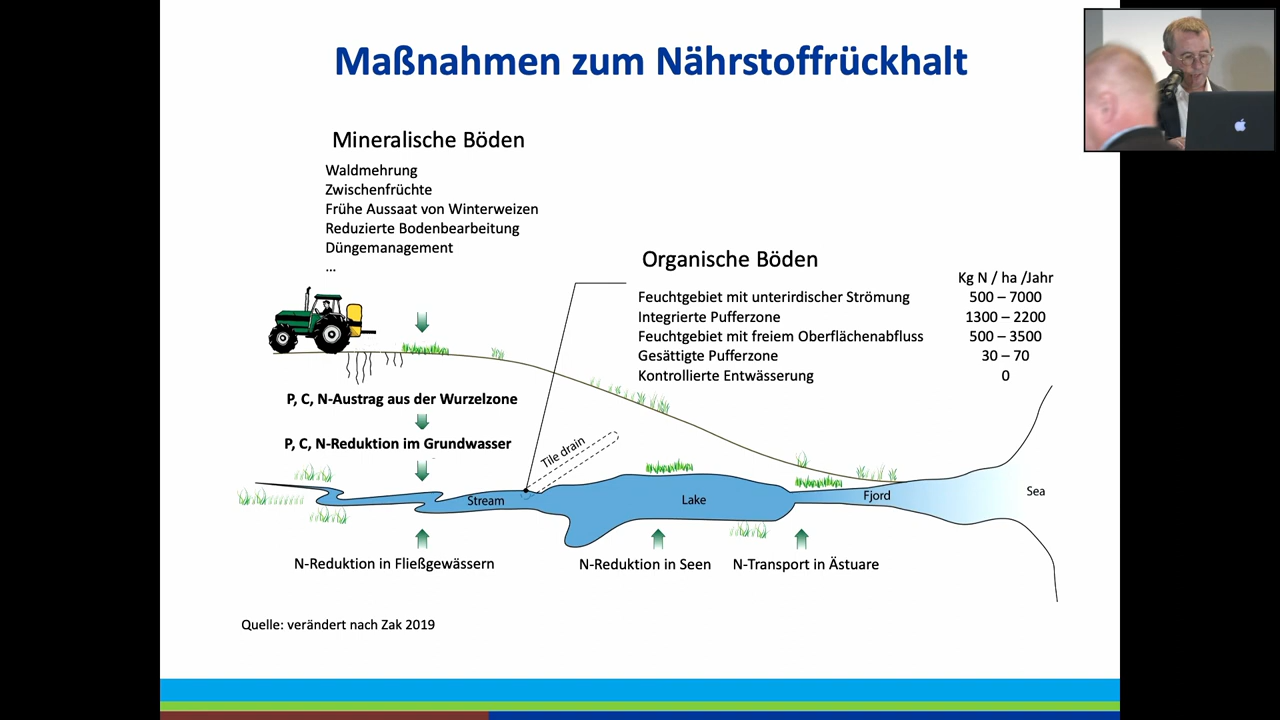 Maßnahmen zum Nährstoffrückhalt
Mineralische Böden
Waldmehrung
Zwischenfrüchte
Frühe Aussaat von Winterweizen
Reduzierte Bodenbearbeitung
Düngemanagement
...
Organische Böden
Kg N / ha /Jahr
Feuchtgebiet mit unterirdischer Strömung 500 – 7000
Integrierte Pufferzone 1300 – 2200
Feuchtgebiet mit freiem Oberflächenabfluss 500 – 3500
Gesättigte Pufferzone 30 – 70
Kontrollierte Entwässerung 0
P, C, N-Austrag aus der Wurzelzone
P, C, N-Reduktion im Grundwasser
Tile drain
Stream
Lake
Fjord
Sea
N-Reduktion in Fließgewässern
N-Reduktion in Seen
N-Transport in Ästuare
Quelle: verändert nach Zak 2019